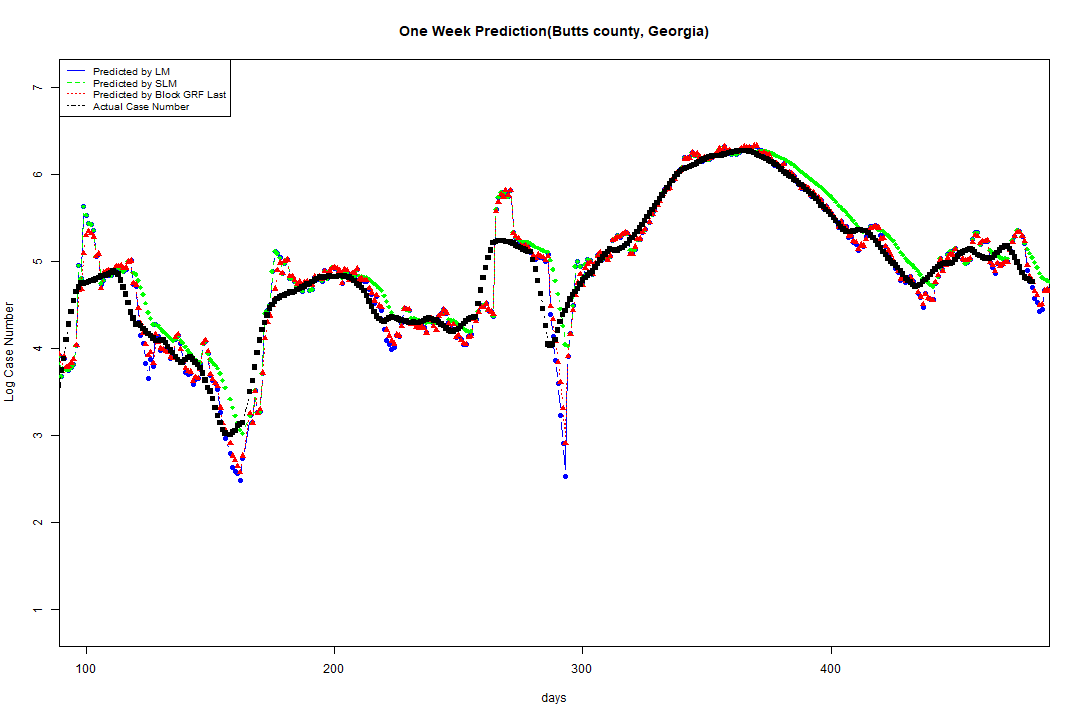 One Week Prediction(Butts county, Georgia)
Predicted by LM
Predicted by SLM
Predicted by Block GRF Last
Actual Case Number
7
6
5
4
3
2
1
Log Case Number
100 200 300 400
days